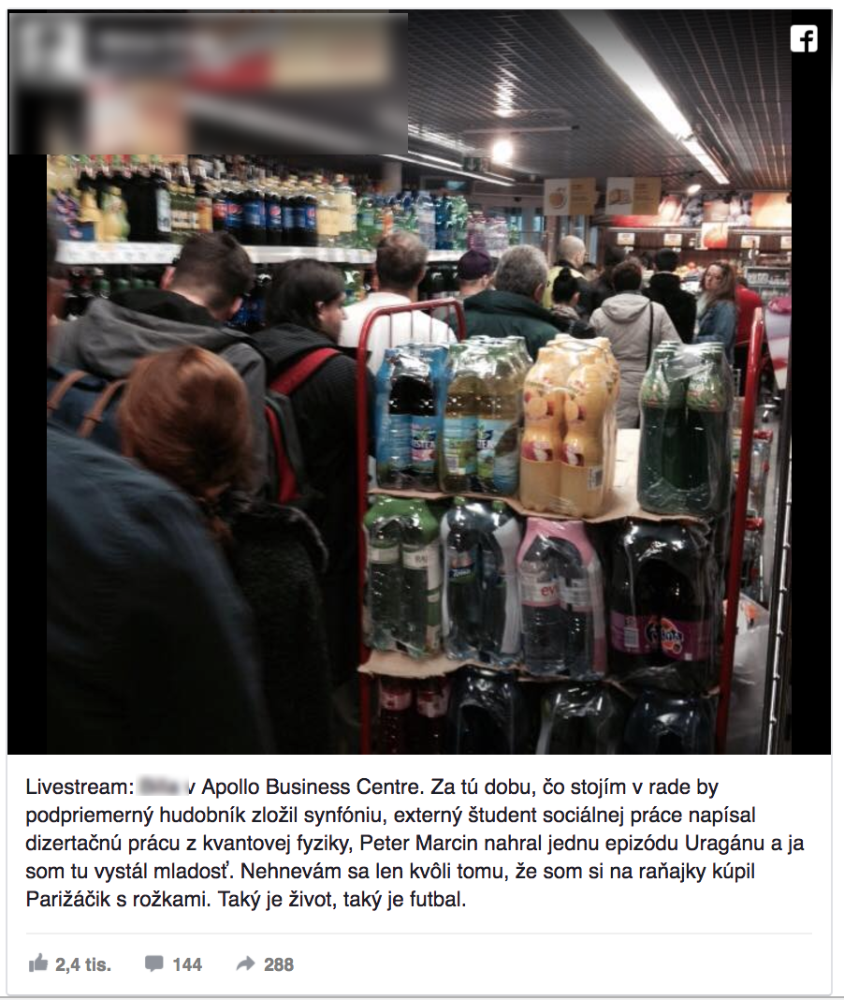 Livestream: v Apollo Business Centre. Za tú dobu, čo stojím v rade by
podpriemerný hudobník zložil synfóniu, externý študent sociálnej práce napísal
dizertačnú prácu z kvantovej fyziky, Peter Marcin nahral jednu epizódu Uragánu a ja
som tu vystál mladosť. Nehnevám sa len kvôli tomu, že som si na raňajky kúpil
Parižáčik s rožkami. Taký je život, taký je futbal.
2,4 tis. 144 288